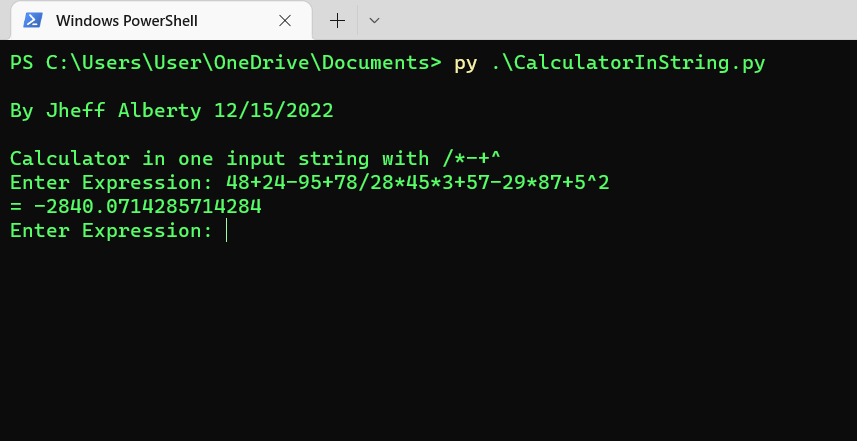 Windows PowerShell
PS C:\Users\User\OneDrive\Documents> py .\CalculatorInString.py
By Jheff Alberty 12/15/2022
Calculator in one input string with /*-+^
Enter Expression: 48+24-95+78/28*45*3+57-29*87+5^2
= -2840.0714285714284
Enter Expression: